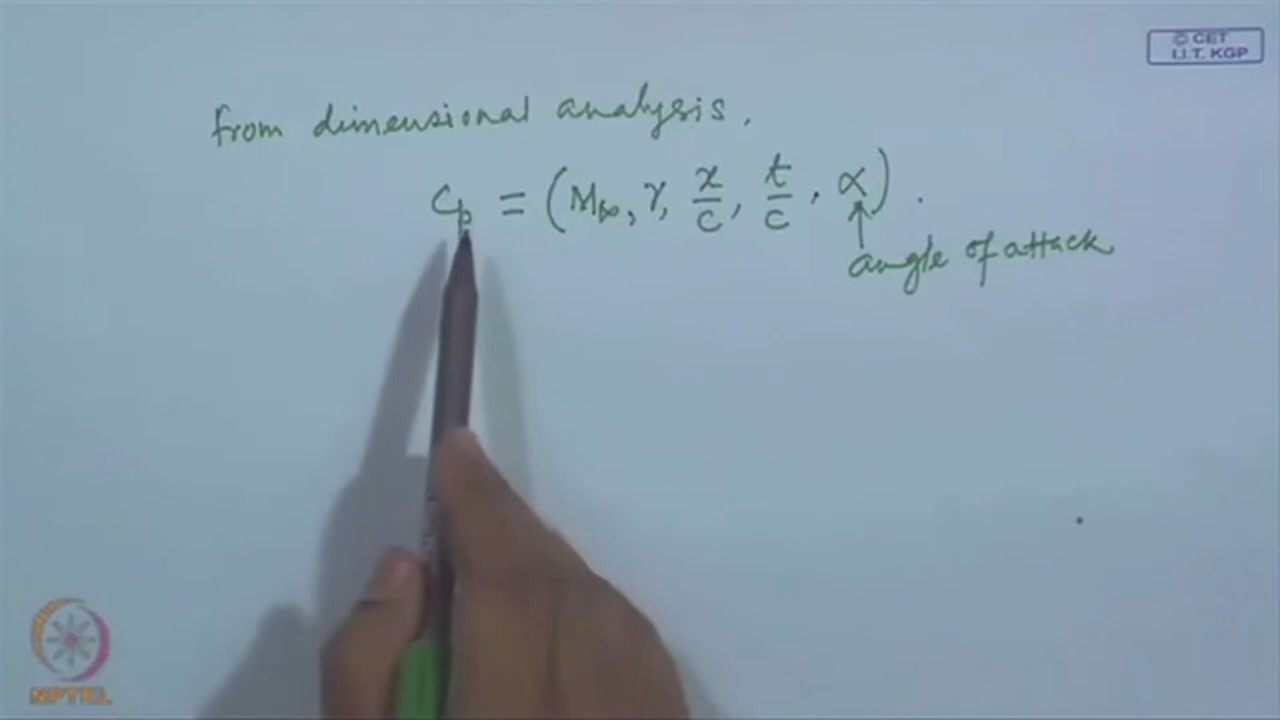 © CET
I.I.T. KGP
From dimensional analysis,
Cp = (M∞, γ, x/c, t/c, α).
↑
angle of attack
NPTEL